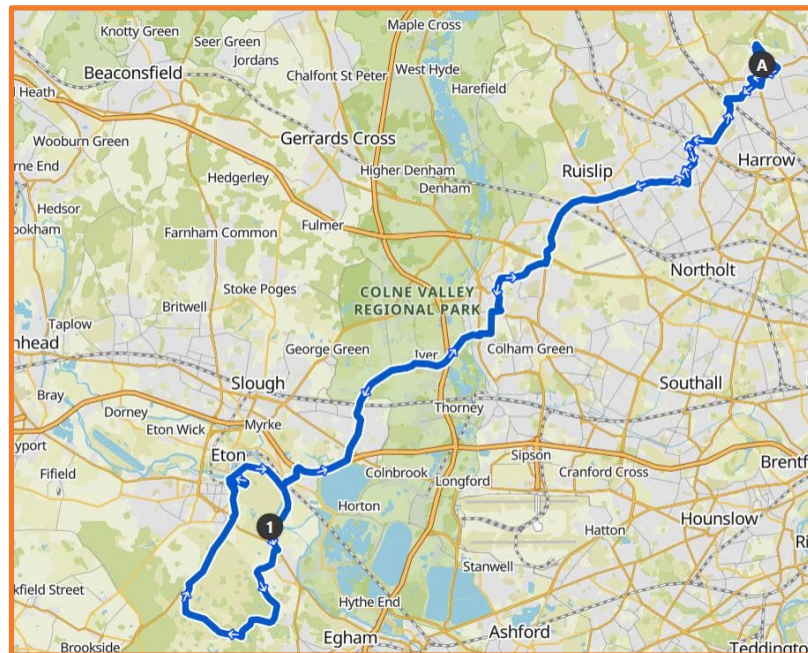 Knotty Green
Seer Green
Jordans
Maple Cross
Beaconsfield
Chalfont St Peter
West Hyde
Harefield
A
Heath
Wooburn Green
Gerrards Cross
Ruislip
Harrow
rne End
Hedgerley
Higher Denham
Denham
Hedsor
Fulmer
ookham
Farnham Common
Northolt
Stoke Poges
COLNE VALLEY
REGIONAL PARK
Taplow
Britwell
nhead
George Green
Iver
Colham Green
Slough
Southall
Bray
Dorney
Myrke
Thorney
Eton Wick
yport
Eton
Sipson
Brentf
Fifield
Colnbrook
Longford
Cranford Cross
Horton
Hounslow
1
Hatton
Ri
Stanwell
kfield Street
Hythe End
Brookside
Egham
Ashford
Teddington